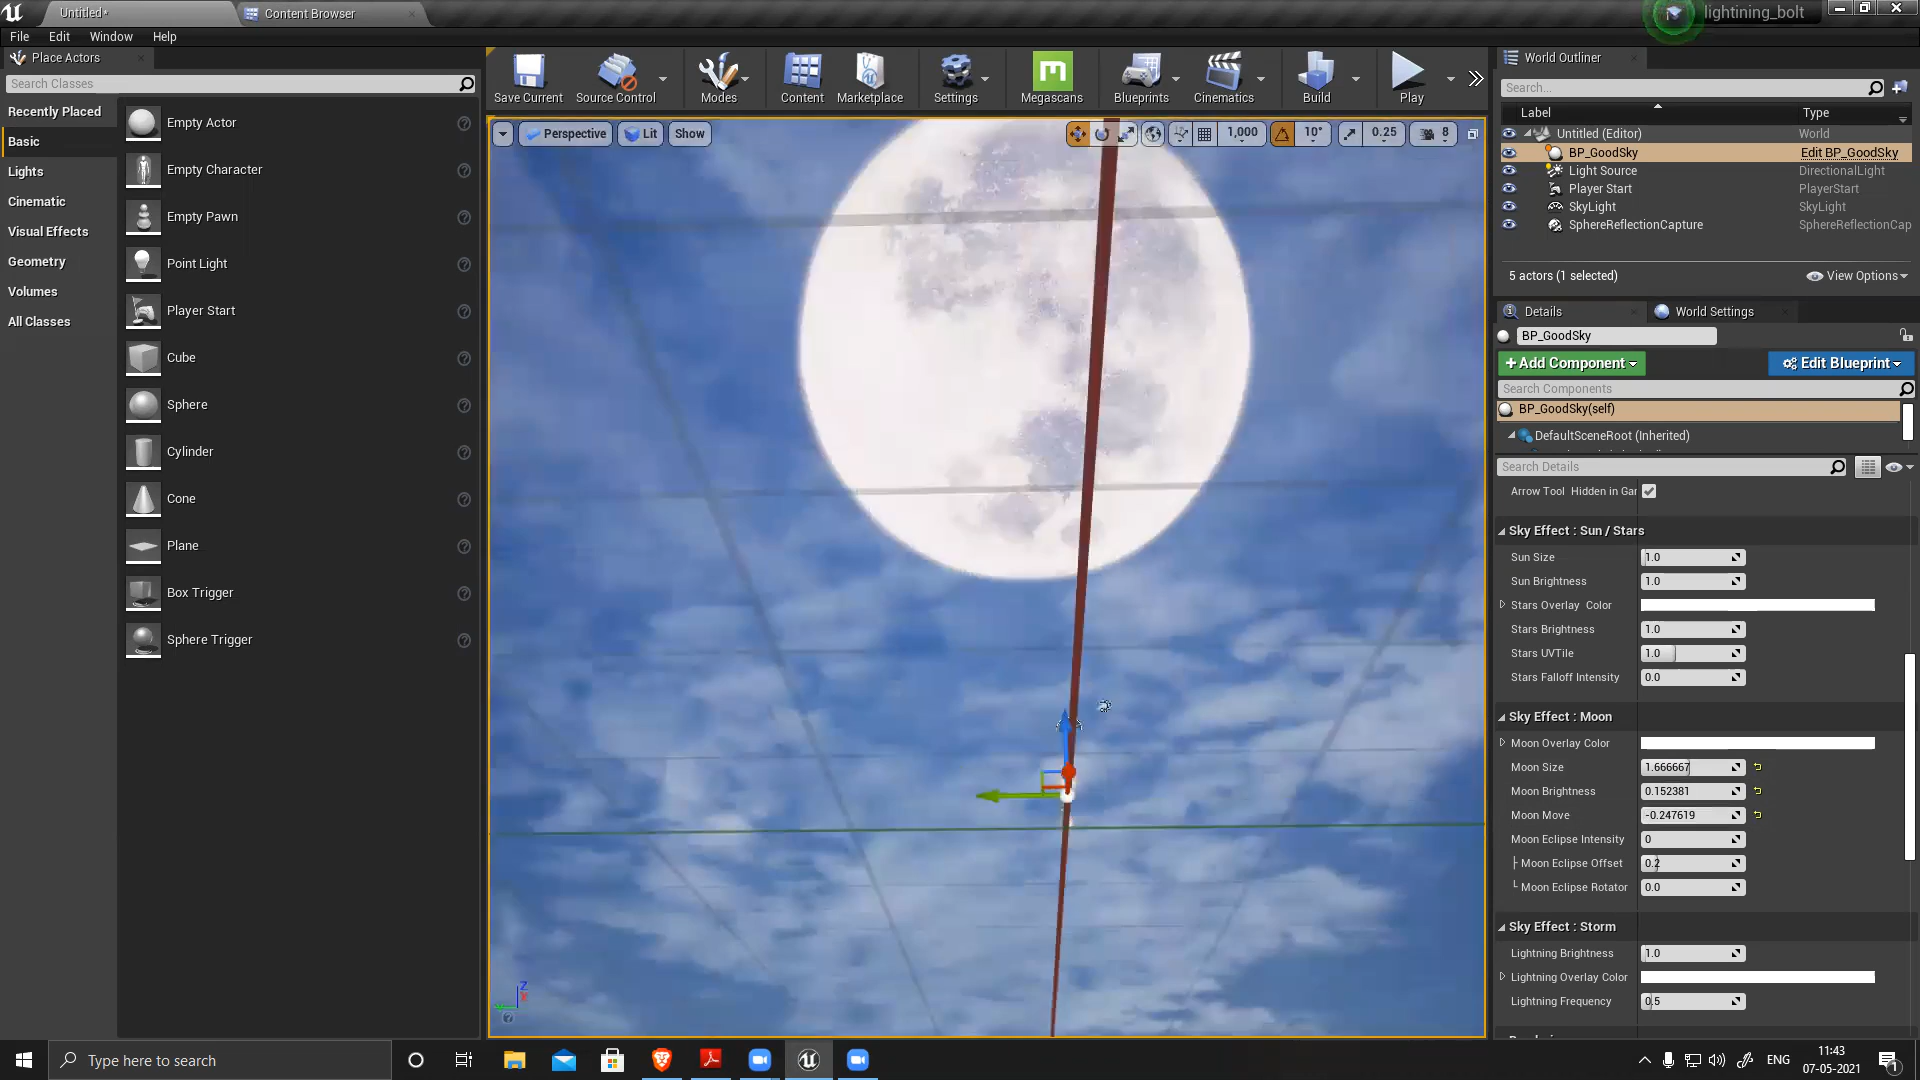 Untitled*
Content Browser
lightining_bolt
File Edit Window Help
Place Actors
Search Classes
Recently Placed
Basic
Lights
Cinematic
Visual Effects
Geometry
Volumes
All Classes
Empty Actor
Empty Character
Empty Pawn
Point Light
Player Start
Cube
Sphere
Cylinder
Cone
Plane
Box Trigger
Sphere Trigger
Save Current
Source Control
Modes
Content
Marketplace
Settings
Megascans
Blueprints
Cinematics
Build
Play
Perspective
Lit
Show
1,000
10°
0.25
8
Z
World Outliner
Search...
Label Type
Untitled (Editor) World
BP_GoodSky Edit BP_GoodSky
Light Source DirectionalLight
Player Start PlayerStart
SkyLight SkyLight
SphereReflectionCapture SphereReflectionCap
5 actors (1 selected)
View Options
Details
World Settings
BP_GoodSky
+ Add Component
Edit Blueprint
Search Components
BP_GoodSky(self)
DefaultSceneRoot (Inherited)
Search Details
Arrow Tool Hidden in Gar
Sky Effect : Sun / Stars
Sun Size 1.0
Sun Brightness 1.0
Stars Overlay Color
Stars Brightness 1.0
Stars UVTile 1.0
Stars Falloff Intensity 0.0
Sky Effect : Moon
Moon Overlay Color
Moon Size 1.666667
Moon Brightness 0.152381
Moon Move -0.247619
Moon Eclipse Intensity 0
Moon Eclipse Offset 0.2
Moon Eclipse Rotator 0.0
Sky Effect : Storm
Lightning Brightness 1.0
Lightning Overlay Color
Lightning Frequency 0.5
Type here to search
ENG
11:43
07-05-2021
1